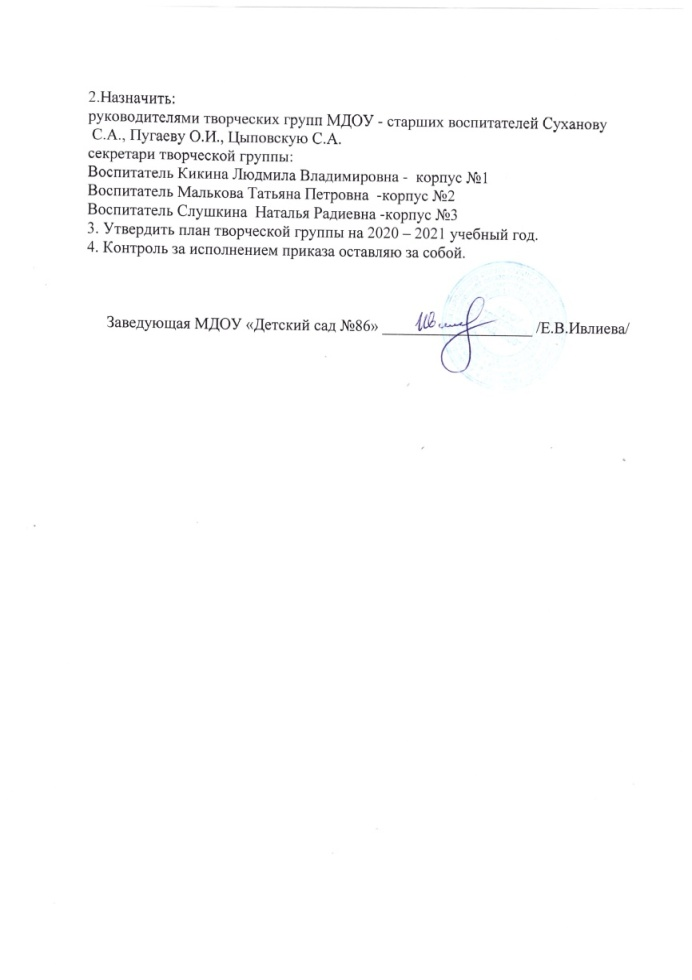 2.Назначить:
руководителями творческих групп МДОУ - старших воспитателей Суханову
С.А., Пугаеву О.И., Цыповскую С.А.
секретари творческой группы:
Воспитатель Кикина Людмила Владимировна - корпус №1
Воспитатель Малькова Татьяна Петровна -корпус №2
Воспитатель Слушкина Наталья Радиевна -корпус №3
3. Утвердить план творческой группы на 2020 – 2021 учебный год.
4. Контроль за исполнением приказа оставляю за собой.
Заведующая МДОУ «Детский сад №86» ___________________ /Е.В.Ивлиева/